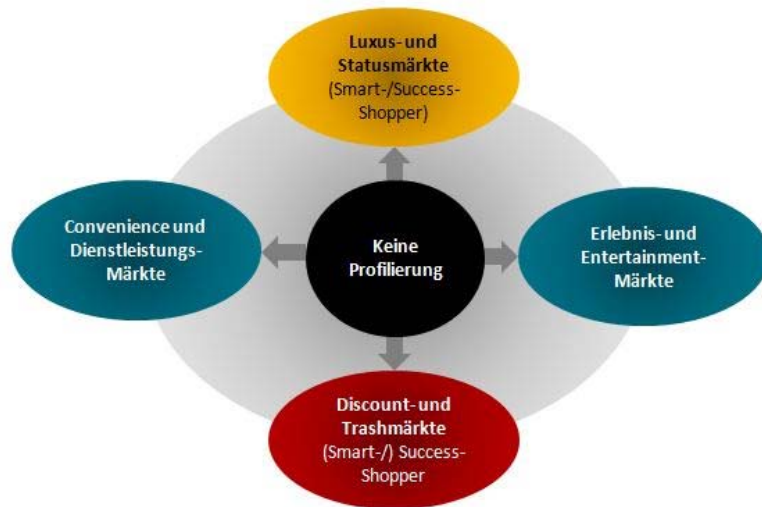 Luxus- und
Statusmärkte
(Smart-/Success-
Shopper)
Convenience und
Dienstleistungs-
Märkte
Keine
Profilierung
Erlebnis- und
Entertainment-
Märkte
Discount- und
Trashmärkte
(Smart-/) Success-
Shopper